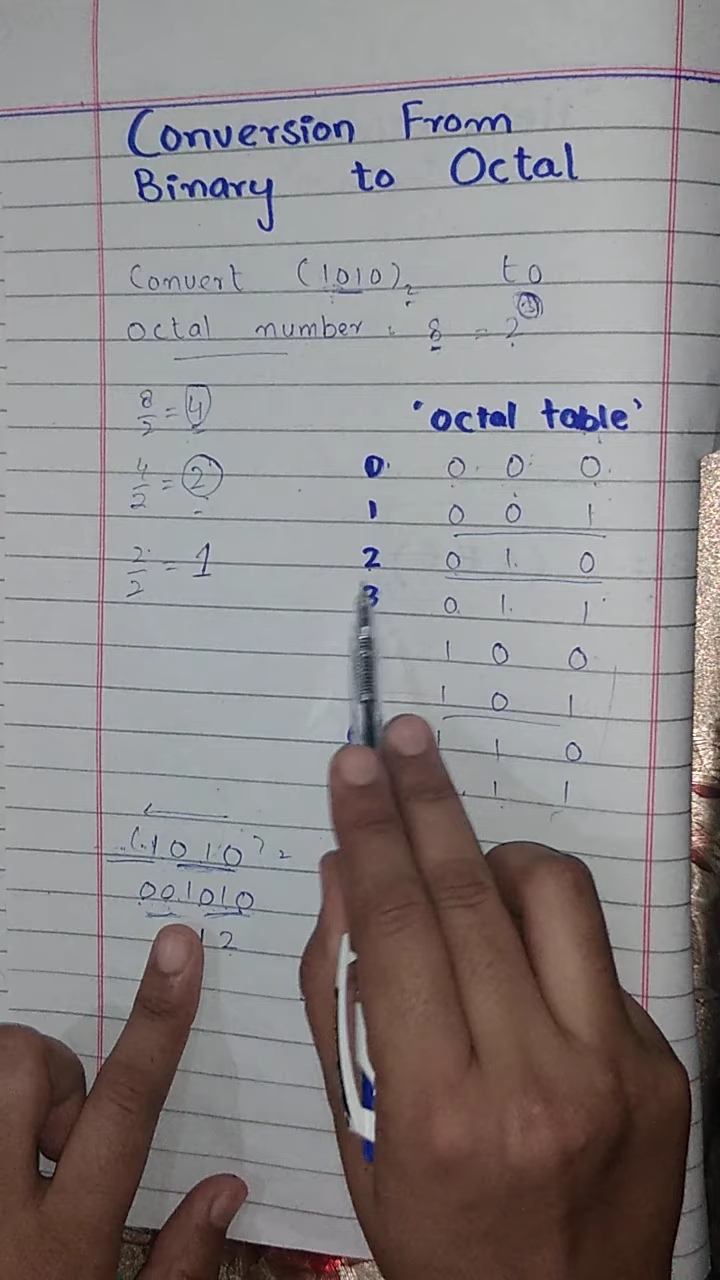 Conversion From
Binary to Octal
Convert (1010)₂ to
octal number. 8 = 2³
8/2 = 4
'octal table'
4/2 = 2
0 0 0 0
1 0 0 1
2/2 = 1
2 0 1 0
3 0 1 1
1 0 0
1 0 1
1 1 0
1 1
(1010)₂
001010
12